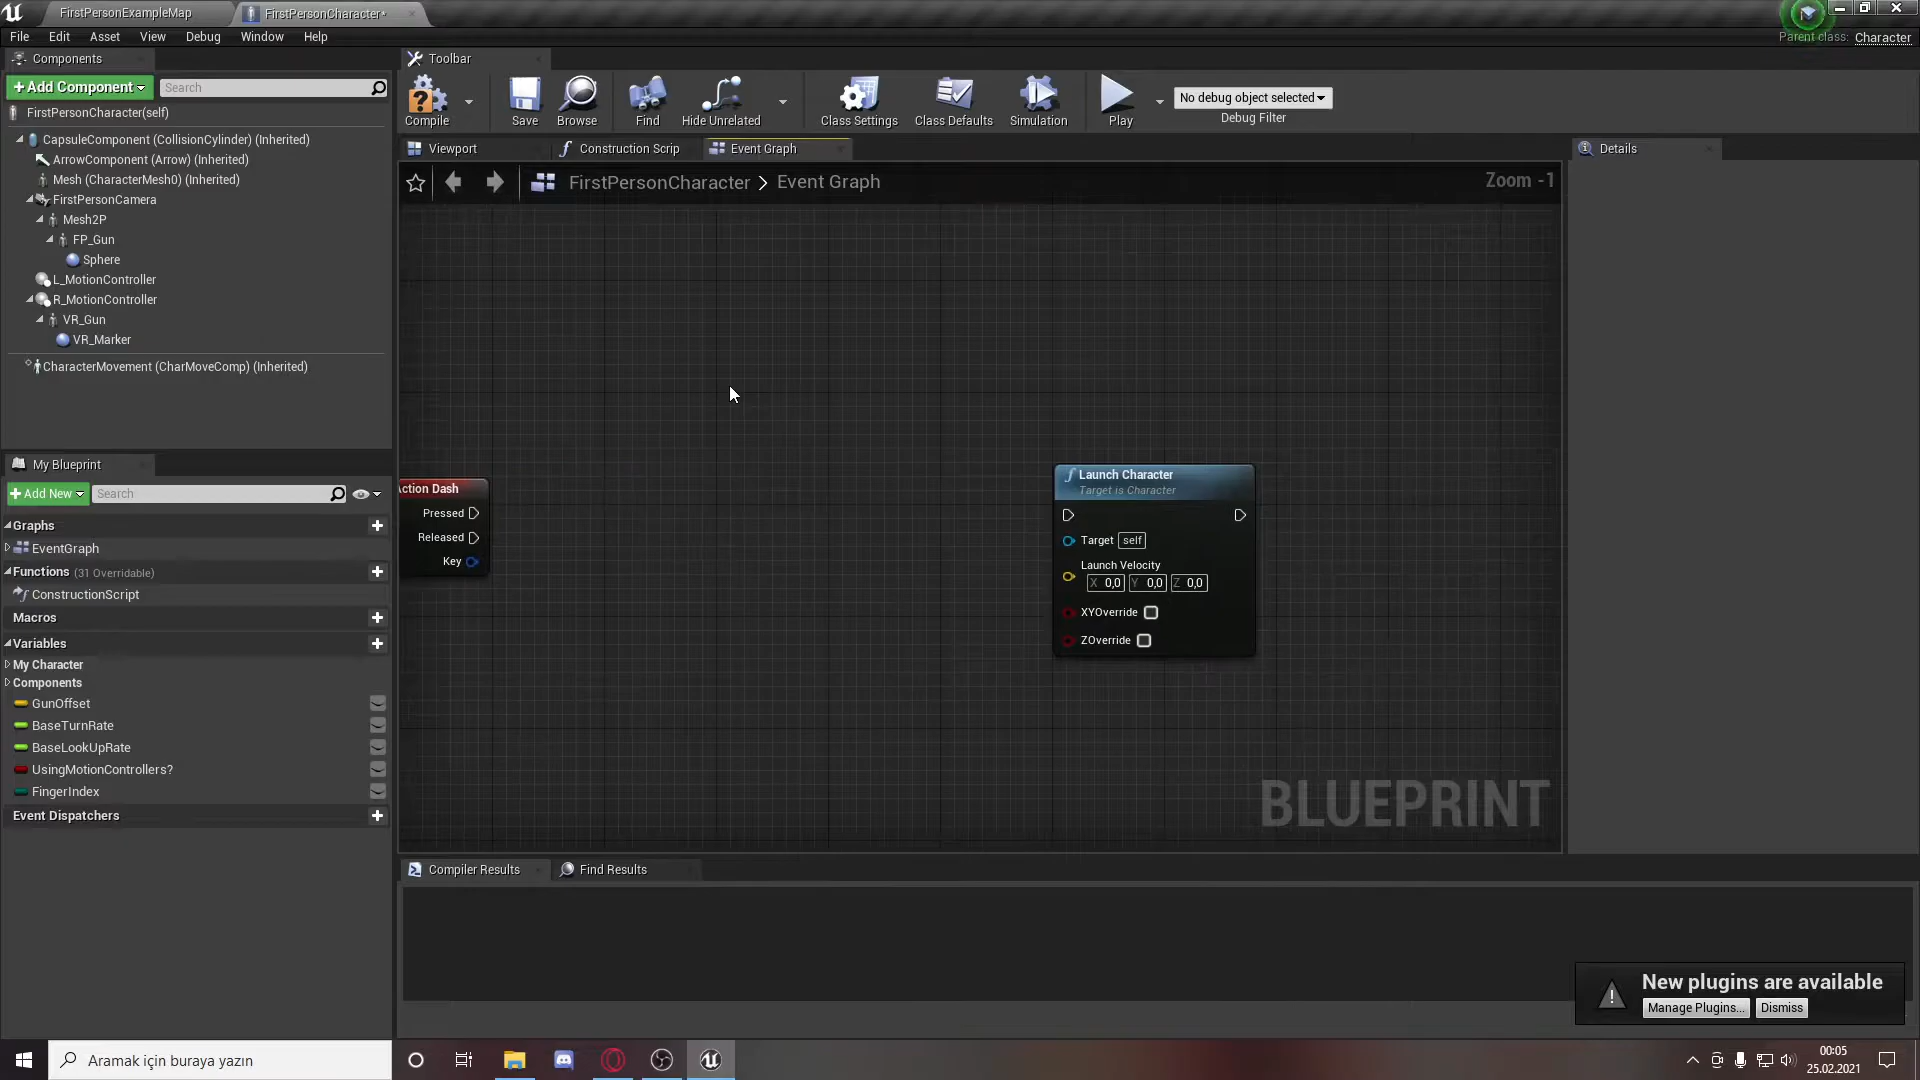 FirstPersonExampleMap
FirstPersonCharacter*
File Edit Asset View Debug Window Help
Parent class: Character
Components
+Add Component
Search
FirstPersonCharacter(self)
CapsuleComponent (CollisionCylinder) (Inherited)
ArrowComponent (Arrow) (Inherited)
Mesh (CharacterMesh0) (Inherited)
FirstPersonCamera
Mesh2P
FP_Gun
Sphere
L_MotionController
R_MotionController
VR_Gun
VR_Marker
CharacterMovement (CharMoveComp) (Inherited)
My Blueprint
+Add New
Search
Graphs
EventGraph
Functions (31 Overridable)
ConstructionScript
Macros
Variables
My Character
Components
GunOffset
BaseTurnRate
BaseLookUpRate
UsingMotionControllers?
FingerIndex
Event Dispatchers
Toolbar
Compile
Save
Browse
Find
Hide Unrelated
Class Settings
Class Defaults
Simulation
Play
No debug object selected
Debug Filter
Viewport
Construction Scrip
Event Graph
FirstPersonCharacter > Event Graph
Zoom -1
Action Dash
Pressed
Released
Key
Launch Character
Target is Character
Target self
Launch Velocity
X 0,0 Y 0,0 Z 0,0
XYOverride
ZOverride
BLUEPRINT
Details
Compiler Results
Find Results
New plugins are available
Manage Plugins...
Dismiss
Aramak için buraya yazın
00:05
25.02.2021